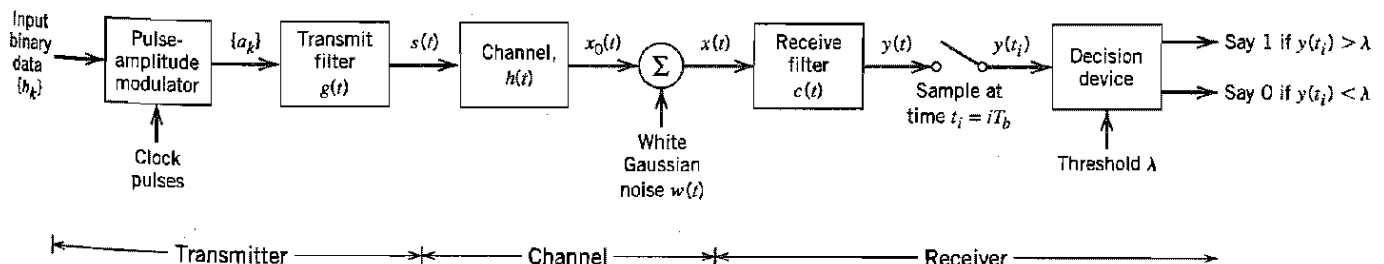 Input
binary
data
{h_k}
Pulse-
amplitude
modulator
Clock
pulses
{a_k}
Transmit
filter
g(t)
s(t)
Channel,
h(t)
x_0(t)
Σ
White
Gaussian
noise w(t)
x(t)
Receive
filter
c(t)
y(t)
Sample at
time t_i = iT_b
y(t_i)
Decision
device
Threshold λ
Say 1 if y(t_i) > λ
Say 0 if y(t_i) < λ
Transmitter
Channel
Receiver